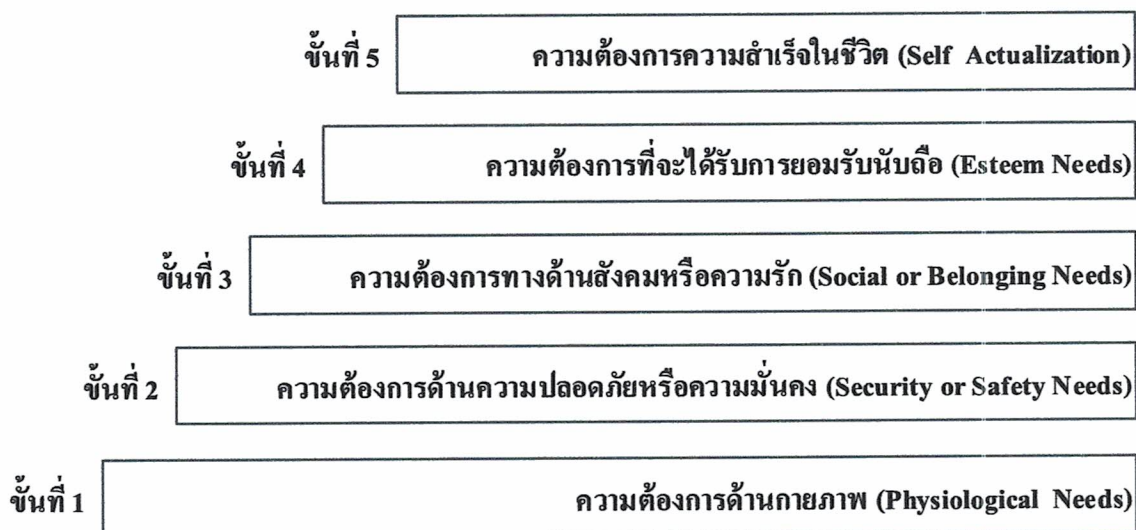 ขั้นที่ 5 ความต้องการความสำเร็จในชีวิต (Self Actualization)
ขั้นที่ 4 ความต้องการที่จะได้รับการยอมรับนับถือ (Esteem Needs)
ขั้นที่ 3 ความต้องการทางด้านสังคมหรือความรัก (Social or Belonging Needs)
ขั้นที่ 2 ความต้องการด้านความปลอดภัยหรือความมั่นคง (Security or Safety Needs)
ขั้นที่ 1 ความต้องการด้านกายภาพ (Physiological Needs)